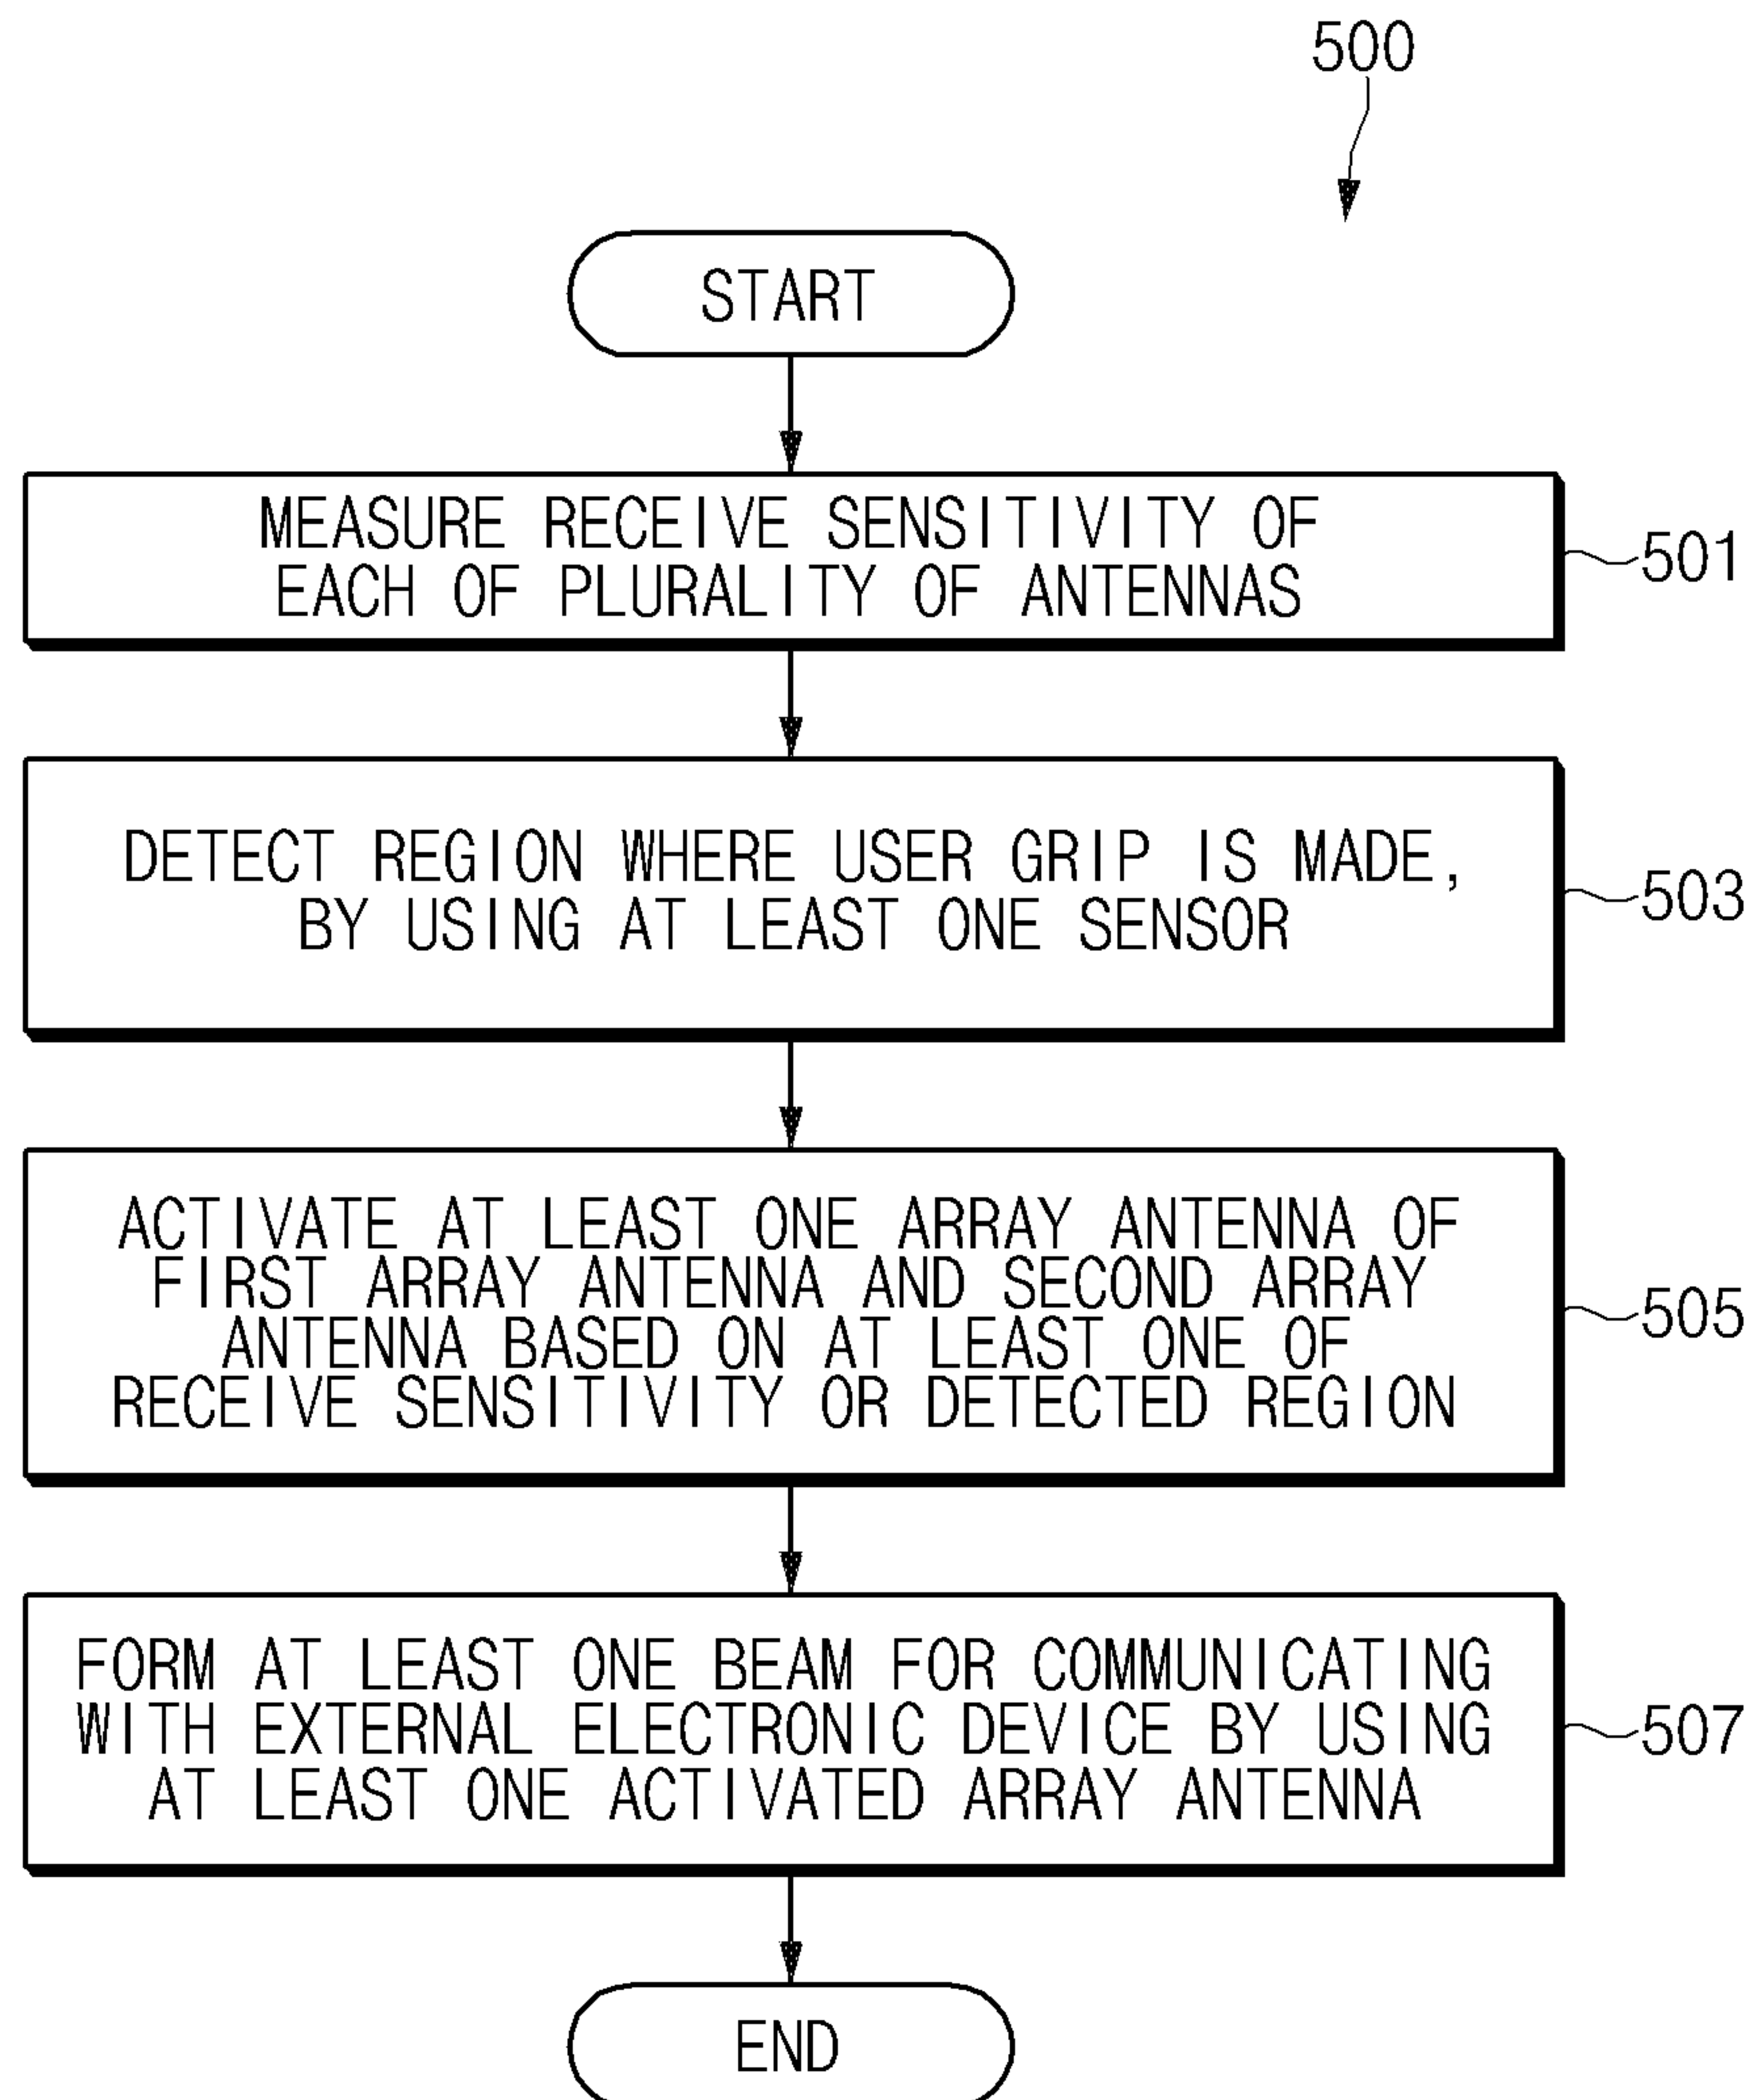 500
START
MEASURE RECEIVE SENSITIVITY OF
EACH OF PLURALITY OF ANTENNAS
501
DETECT REGION WHERE USER GRIP IS MADE,
BY USING AT LEAST ONE SENSOR
503
ACTIVATE AT LEAST ONE ARRAY ANTENNA OF
FIRST ARRAY ANTENNA AND SECOND ARRAY
ANTENNA BASED ON AT LEAST ONE OF
RECEIVE SENSITIVITY OR DETECTED REGION
505
FORM AT LEAST ONE BEAM FOR COMMUNICATING
WITH EXTERNAL ELECTRONIC DEVICE BY USING
AT LEAST ONE ACTIVATED ARRAY ANTENNA
507
END